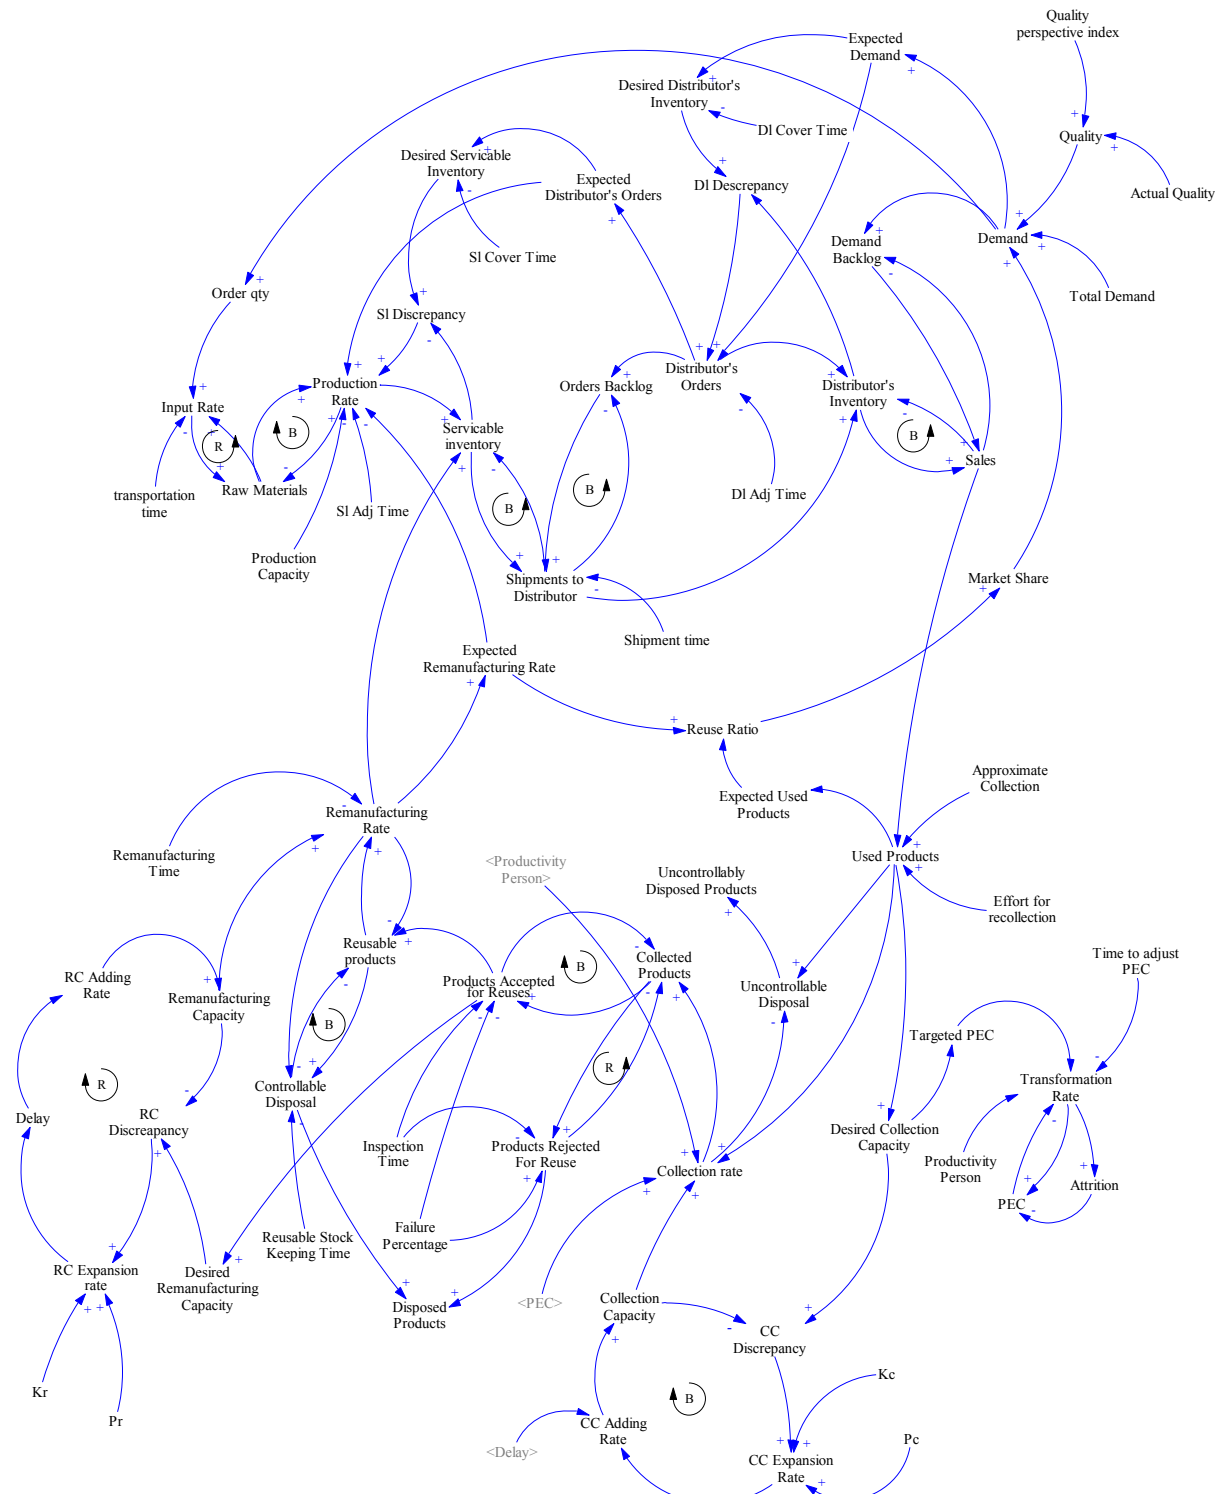 Quality
perspective index
Expected
Demand
Desired Distributor's
Inventory
Dl Cover Time
Quality
Actual Quality
Desired Servicable
Inventory
Expected
Distributor's Orders
Dl Descrepancy
Demand
Backlog
Demand
Sl Cover Time
Total Demand
Order qty
Sl Discrepancy
Production
Rate
Orders Backlog
Distributor's
Orders
Distributor's
Inventory
Input Rate
R
B
Servicable
inventory
B
Sales
transportation
time
Raw Materials
Sl Adj Time
B
B
Dl Adj Time
Production
Capacity
Shipments to
Distributor
Market Share
Shipment time
Expected
Remanufacturing Rate
Reuse Ratio
Approximate
Collection
Expected Used
Products
Remanufacturing
Rate
Remanufacturing
Time
<Productivity
Person>
Uncontrollably
Disposed Products
Used Products
Effort for
recollection
Reusable
products
Collected
Products
B
Time to adjust
PEC
RC Adding
Rate
Remanufacturing
Capacity
Products Accepted
for Reuses
Uncontrollable
Disposal
B
Targeted PEC
R
Controllable
Disposal
R
Transformation
Rate
Delay
RC
Discreapancy
Inspection
Time
Products Rejected
For Reuse
Collection rate
Desired Collection
Capacity
Productivity
Person
Attrition
PEC
Reusable Stock
Keeping Time
Failure
Percentage
RC Expansion
rate
Desired
Remanufacturing
Capacity
Disposed
Products
<PEC>
Collection
Capacity
CC
Discrepancy
Kr
Pr
B
Kc
<Delay>
CC Adding
Rate
Pc
CC Expansion
Rate